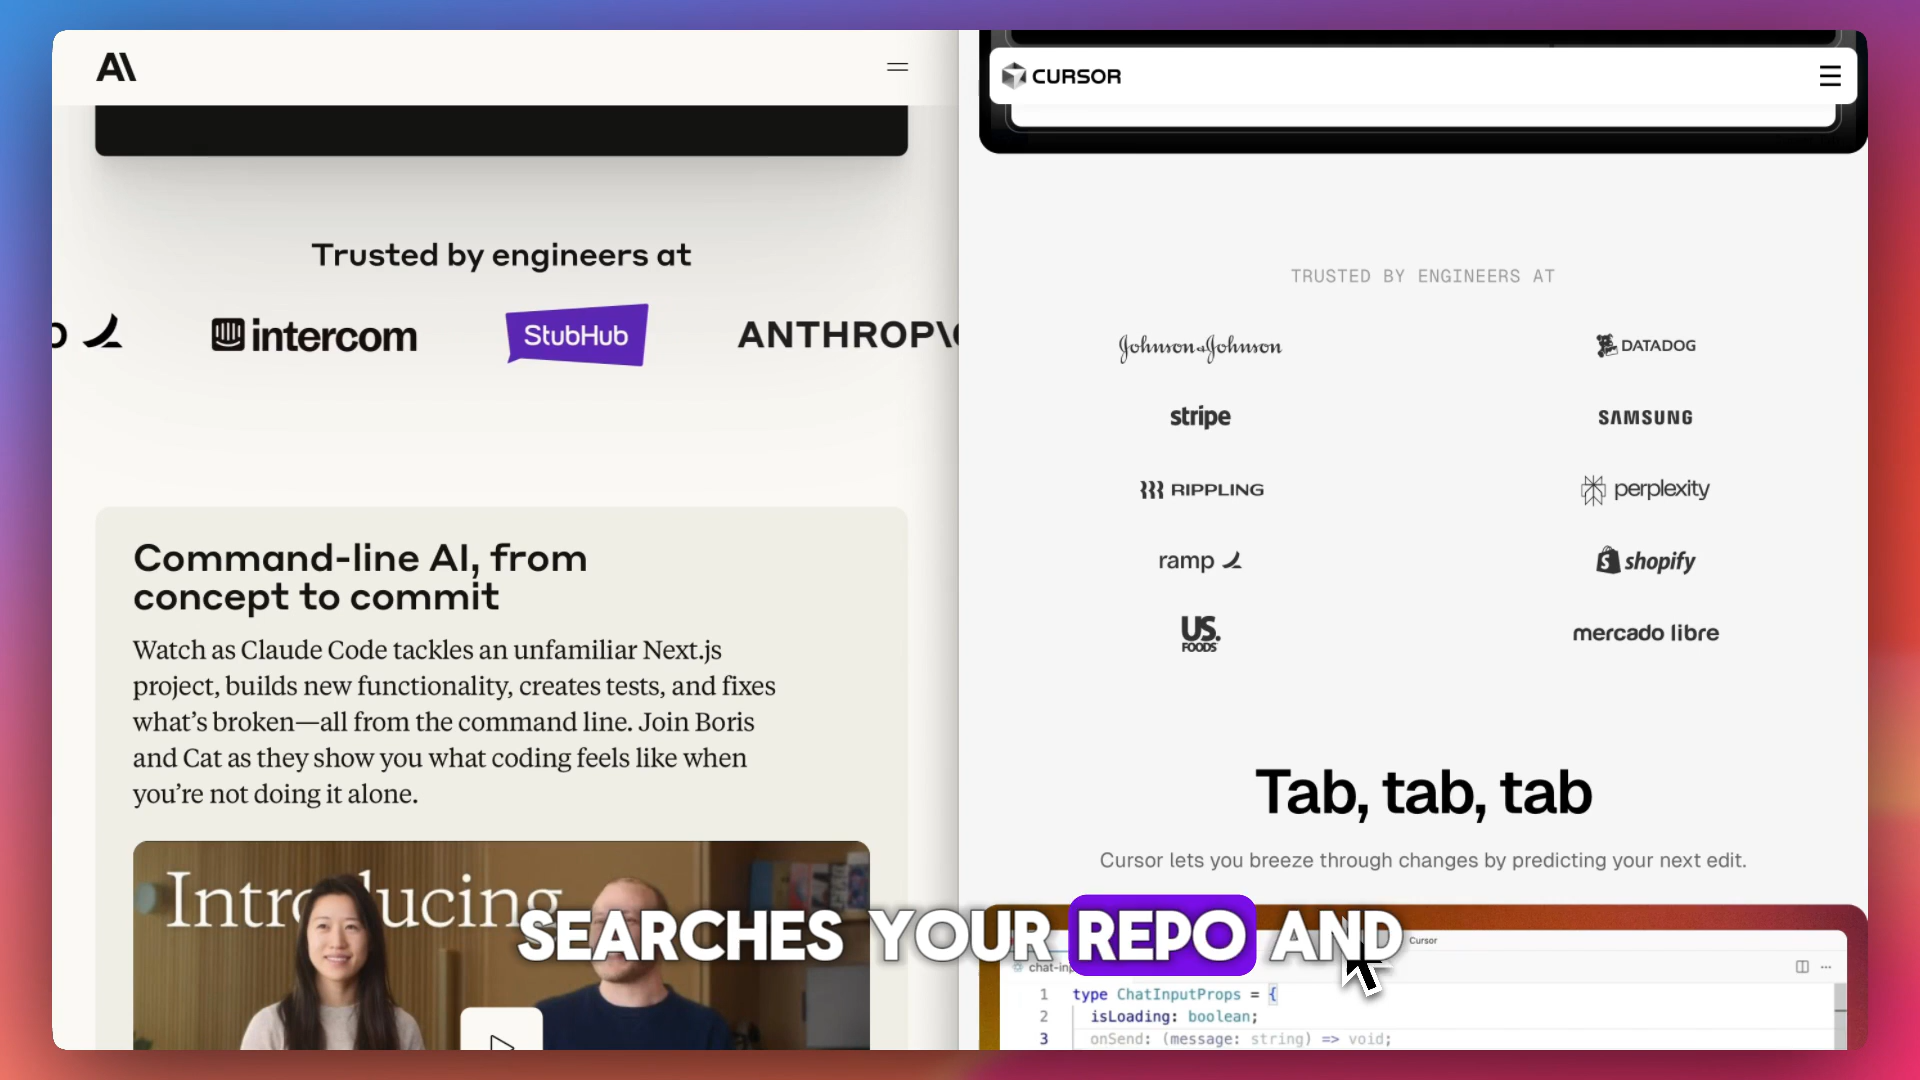 A\
Trusted by engineers at
intercom
StubHub
Command-line AI, from
concept to commit
Watch as Claude Code tackles an unfamiliar Next.js
project, builds new functionality, creates tests, and fixes
what's broken—all from the command line. Join Boris
and Cat as they show you what coding feels like when
you're not doing it alone.
Introducing
CURSOR
TRUSTED BY ENGINEERS AT
Johnson&Johnson
DATADOG
stripe
SAMSUNG
RIPPLING
perplexity
ramp
shopify
US.
FOODS
mercado libre
Tab, tab, tab
Cursor lets you breeze through changes by predicting your next edit.
SEARCHES YOUR REPO AND
Cursor
1 type ChatInputProps = {
2 isLoading: boolean;
3 onSend: (message: string) => void;